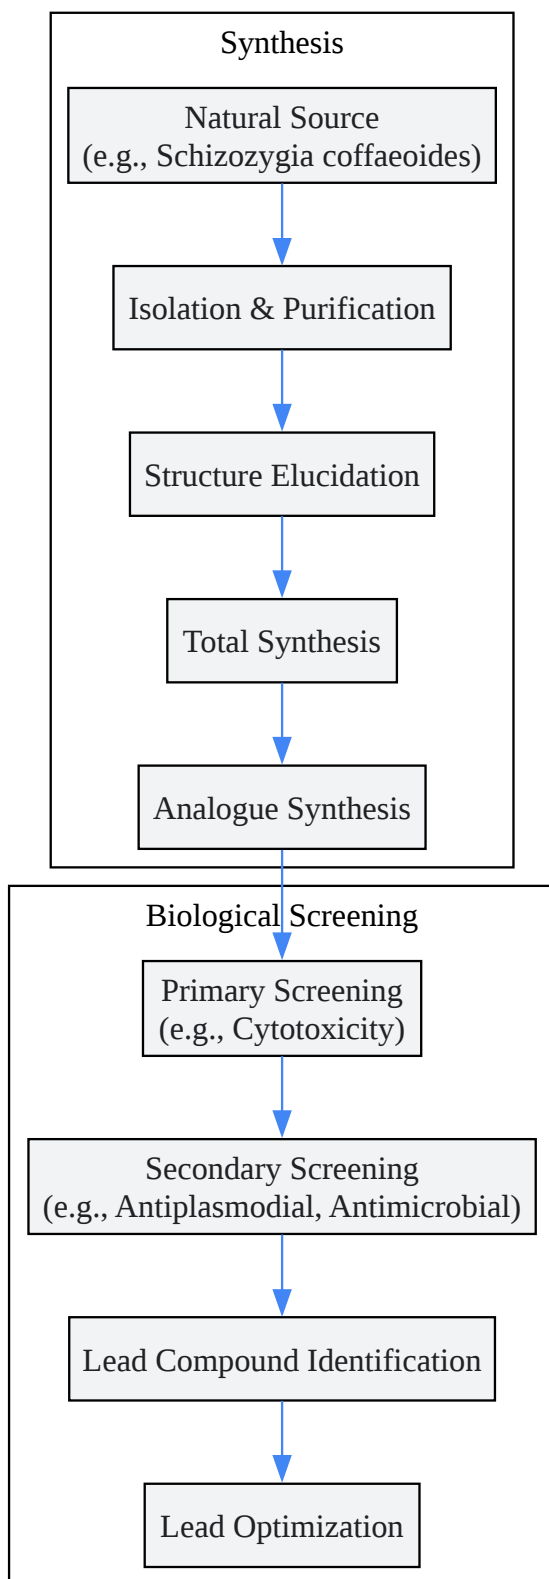 Synthesis
Natural Source
(e.g., Schizozygia coffaeoides)
Isolation & Purification
Structure Elucidation
Total Synthesis
Analogue Synthesis
Biological Screening
Primary Screening
(e.g., Cytotoxicity)
Secondary Screening
(e.g., Antiplasmodial, Antimicrobial)
Lead Compound Identification
Lead Optimization